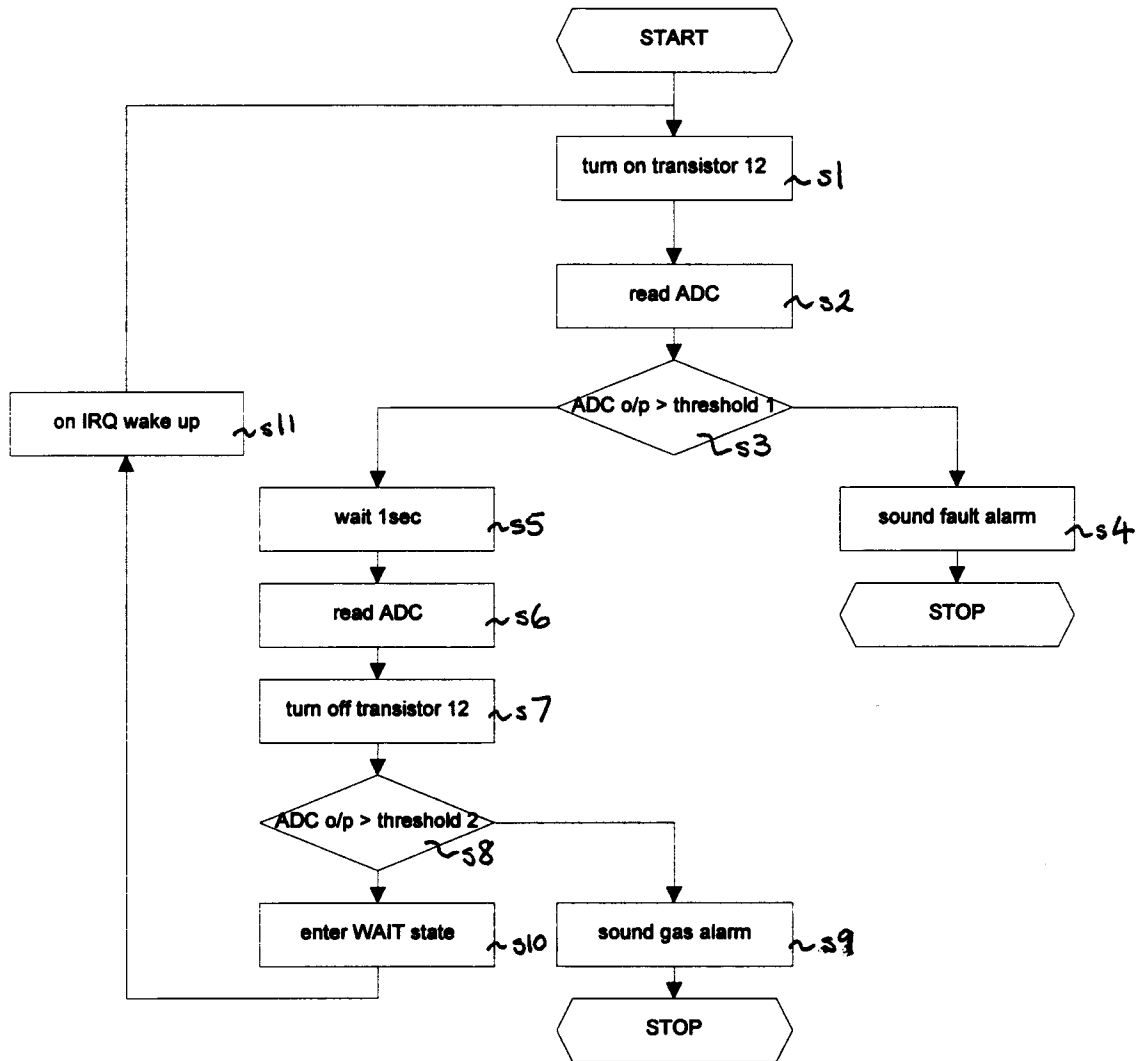 START
turn on transistor 12
s1
read ADC
s2
ADC o/p > threshold 1
s3
on IRQ wake up
s11
wait 1sec
s5
sound fault alarm
s4
read ADC
s6
STOP
turn off transistor 12
s7
ADC o/p > threshold 2
s8
enter WAIT state
s10
sound gas alarm
s9
STOP